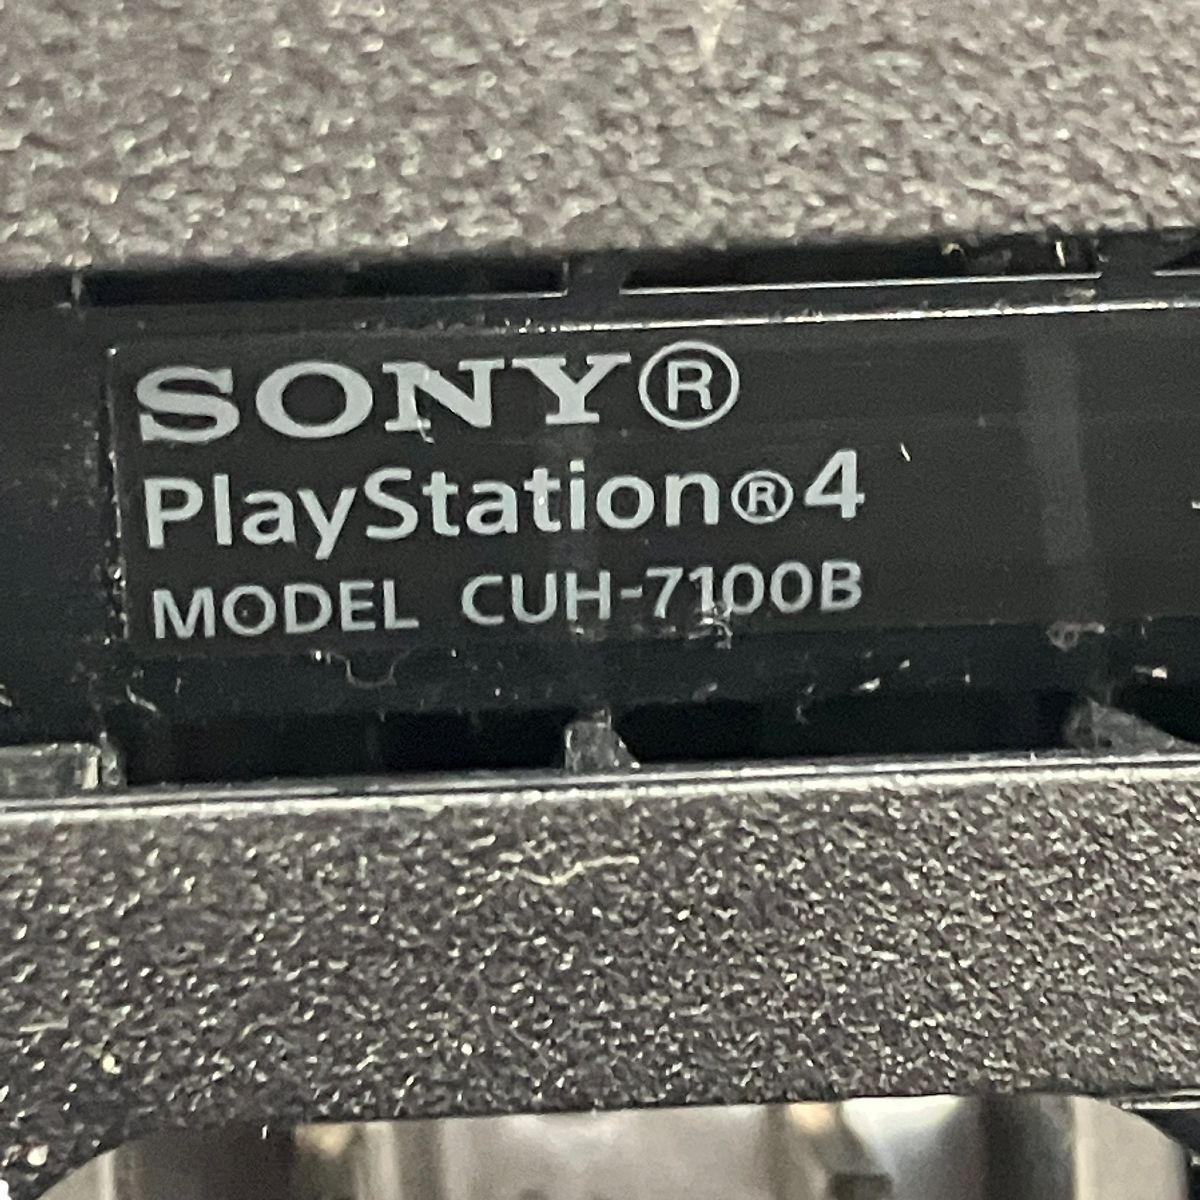 SONY®
PlayStation®4
MODEL CUH-7100B